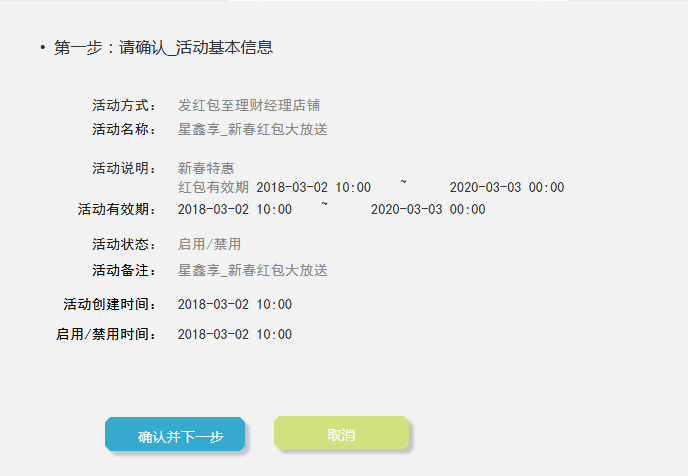 • 第一步：请确认_活动基本信息
活动方式： 发红包至理财经理店铺
活动名称： 星鑫享_新春红包大放送
活动说明： 新春特惠
红包有效期 2018-03-02 10:00 ~ 2020-03-03 00:00
活动有效期： 2018-03-02 10:00 ~ 2020-03-03 00:00
活动状态： 启用/禁用
活动备注： 星鑫享_新春红包大放送
活动创建时间： 2018-03-02 10:00
启用/禁用时间： 2018-03-02 10:00
确认并下一步 取消